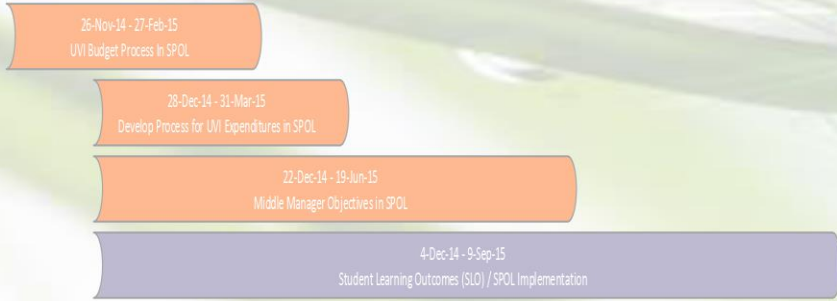 26-Nov-14 - 27-Feb-15
UVI Budget Process In SPOL
28-Dec-14 - 31-Mar-15
Develop Process for UVI Expenditures in SPOL
22-Dec-14 - 19-Jun-15
Middle Manager Objectives in SPOL
4-Dec-14 - 9-Sep-15
Student Learning Outcomes (SLO) / SPOL Implementation